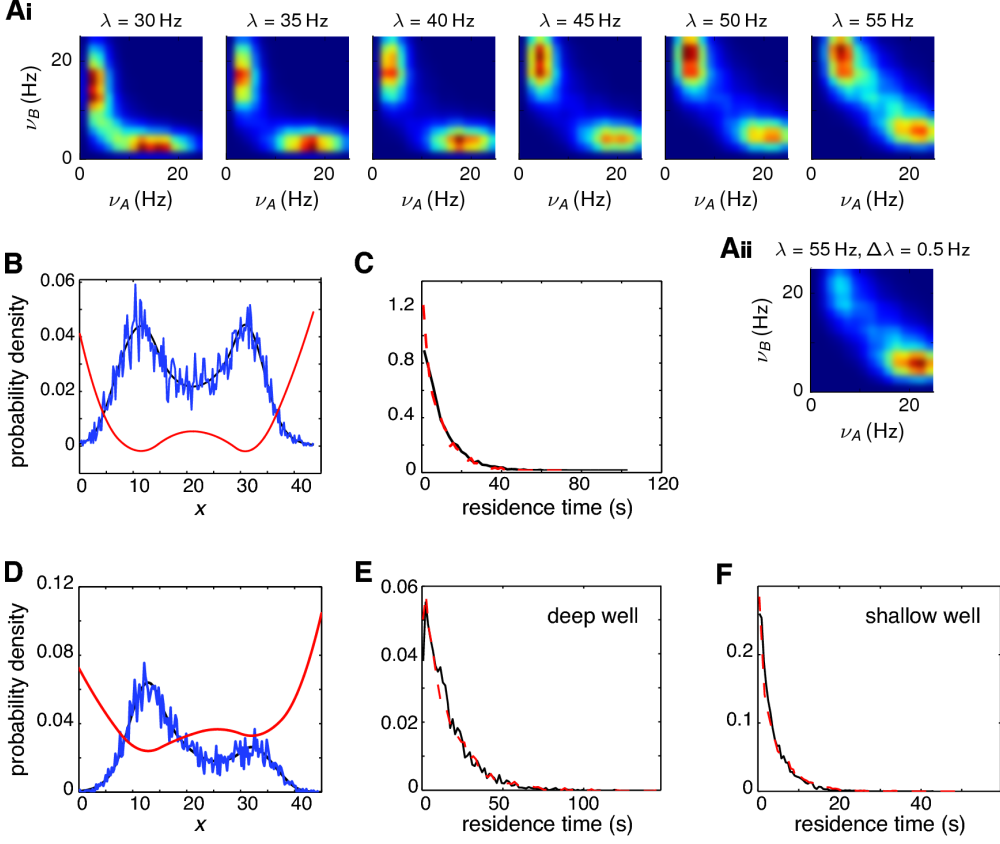 Ai
λ = 30 Hz
λ = 35 Hz
λ = 40 Hz
λ = 45 Hz
λ = 50 Hz
λ = 55 Hz
ν_B (Hz)
20
0
0 20
0 20
0 20
0 20
0 20
0 20
ν_A (Hz)
ν_A (Hz)
ν_A (Hz)
ν_A (Hz)
ν_A (Hz)
ν_A (Hz)
B
probability density
0.06
0.04
0.02
0
0 10 20 30 40
x
C
1.2
0.8
0.4
0
0 40 80 120
residence time (s)
Aii
λ = 55 Hz, Δλ = 0.5 Hz
ν_B (Hz)
20
0
0 20
ν_A (Hz)
D
probability density
0.12
0.08
0.04
0
0 10 20 30 40
x
E
deep well
0.06
0.04
0.02
0
0 50 100
residence time (s)
F
shallow well
0.2
0.1
0
0 20 40 60
residence time (s)